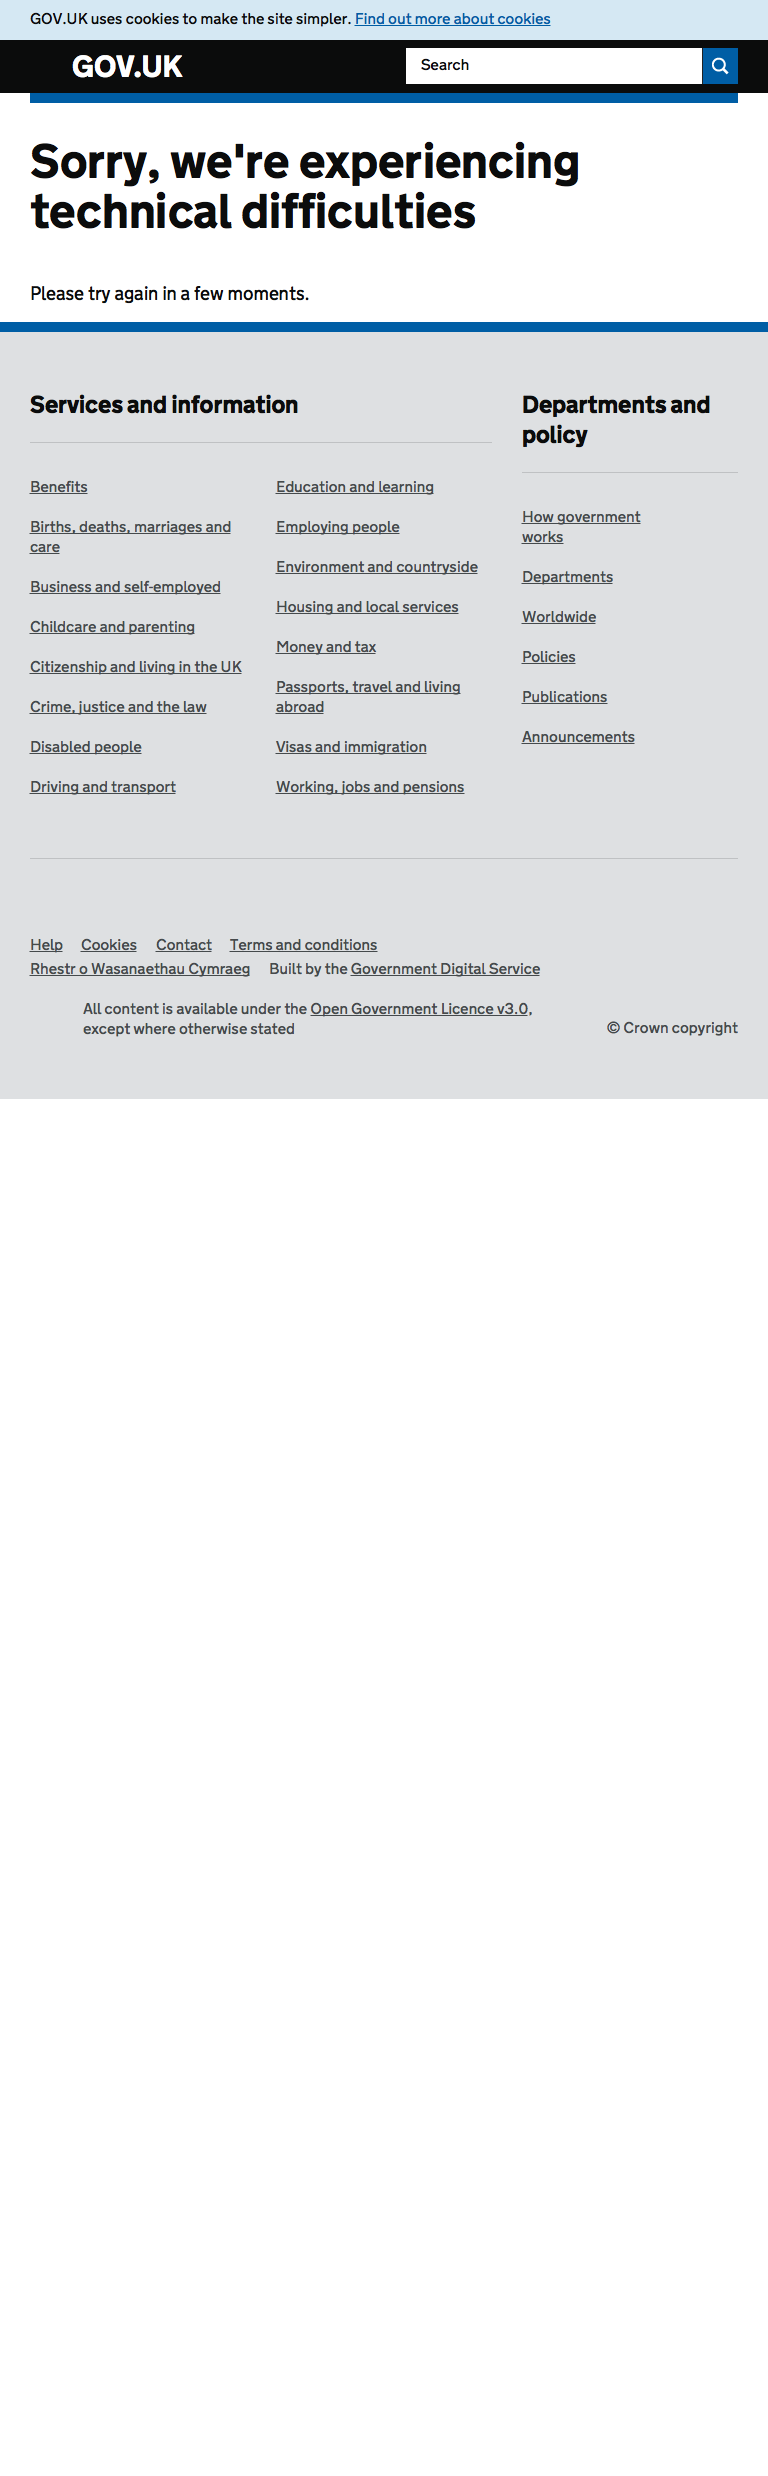 GOV.UK uses cookies to make the site simpler. Find out more about cookies
GOV.UK
Search
Sorry, we're experiencing
technical difficulties
Please try again in a few moments.
Services and information
Benefits
Births, deaths, marriages and
care
Business and self-employed
Childcare and parenting
Citizenship and living in the UK
Crime, justice and the law
Disabled people
Driving and transport
Education and learning
Employing people
Environment and countryside
Housing and local services
Money and tax
Passports, travel and living
abroad
Visas and immigration
Working, jobs and pensions
Departments and
policy
How government
works
Departments
Worldwide
Policies
Publications
Announcements
Help Cookies Contact Terms and conditions
Rhestr o Wasanaethau Cymraeg Built by the Government Digital Service
All content is available under the Open Government Licence v3.0,
except where otherwise stated
© Crown copyright